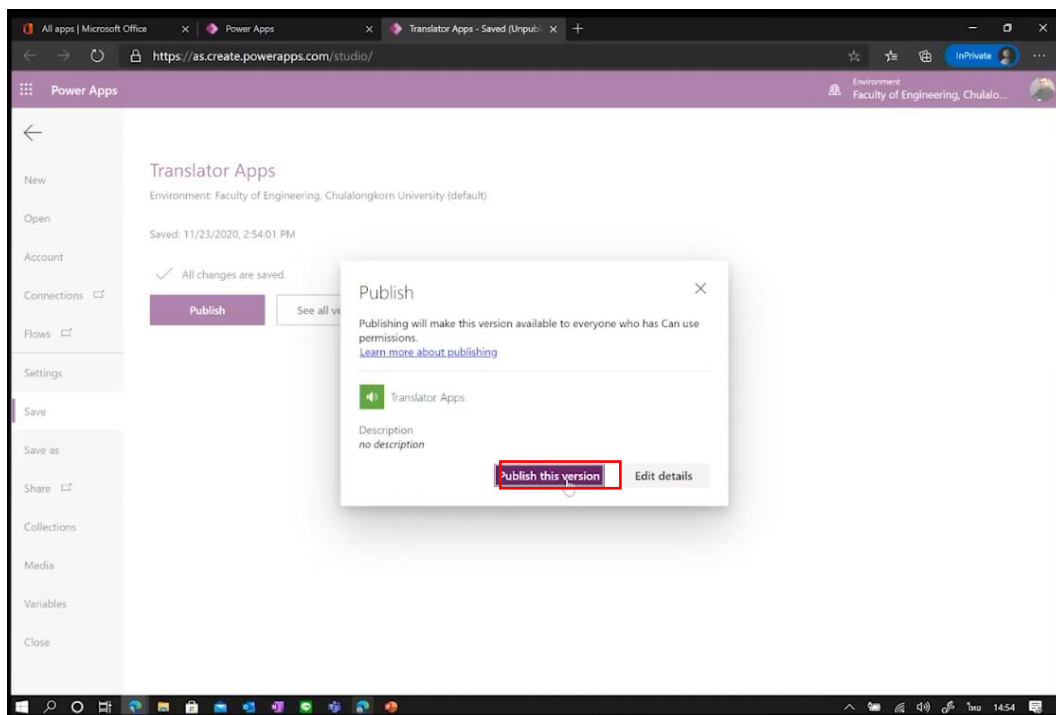 All apps | Microsoft Office
Power Apps
Translator Apps - Saved (Unpubl
https://as.create.powerapps.com/studio/
InPrivate
Power Apps
Environment
Faculty of Engineering, Chulalo...
New
Open
Account
Connections
Flows
Settings
Save
Save as
Share
Collections
Media
Variables
Close
Translator Apps
Environment: Faculty of Engineering, Chulalongkorn University (default)
Saved: 11/23/2020, 2:54:01 PM
All changes are saved.
Publish
See all ve
Publish
Publishing will make this version available to everyone who has Can use
permissions.
Learn more about publishing
Translator Apps
Description
no description
Publish this version
Edit details
ไทย
14:54